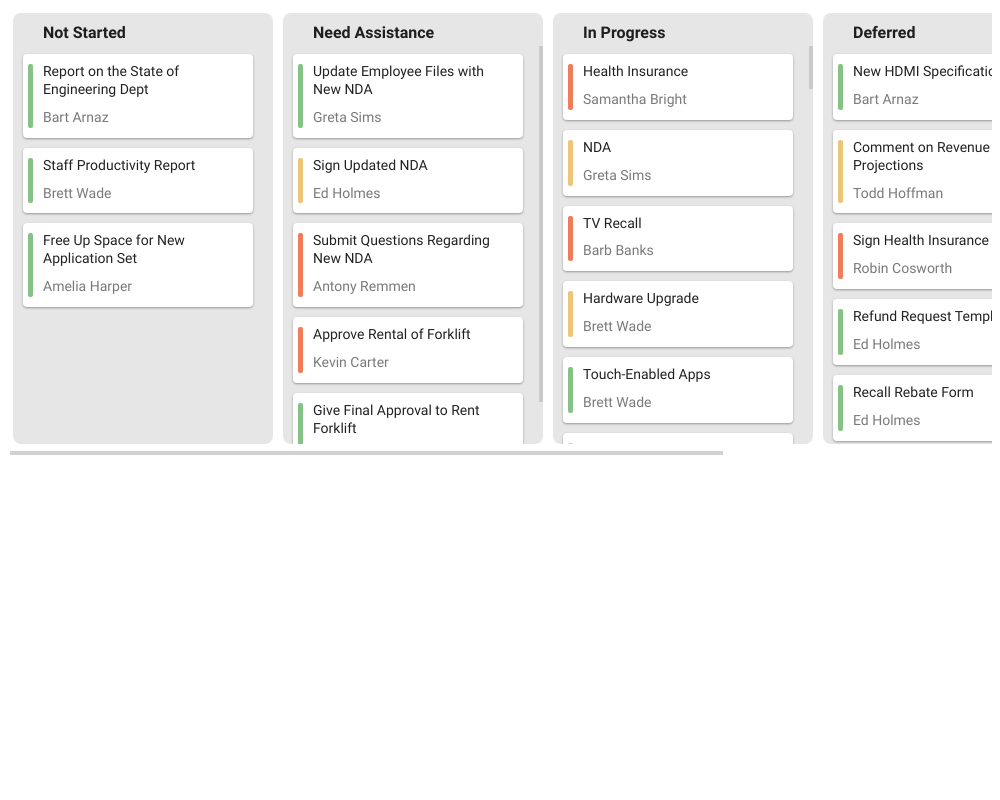 Not Started
Report on the State of
Engineering Dept
Bart Arnaz
Staff Productivity Report
Brett Wade
Free Up Space for New
Application Set
Amelia Harper
Need Assistance
Update Employee Files with
New NDA
Greta Sims
Sign Updated NDA
Ed Holmes
Submit Questions Regarding
New NDA
Antony Remmen
Approve Rental of Forklift
Kevin Carter
Give Final Approval to Rent
Forklift
In Progress
Health Insurance
Samantha Bright
NDA
Greta Sims
TV Recall
Barb Banks
Hardware Upgrade
Brett Wade
Touch-Enabled Apps
Brett Wade
Deferred
New HDMI
Bart Arnaz
Comment on Revenue
Projections
Todd Hoffman
Sign Health Insurance
Robin Cosworth
Refund Request
Ed Holmes
Recall Rebate Form
Ed Holmes